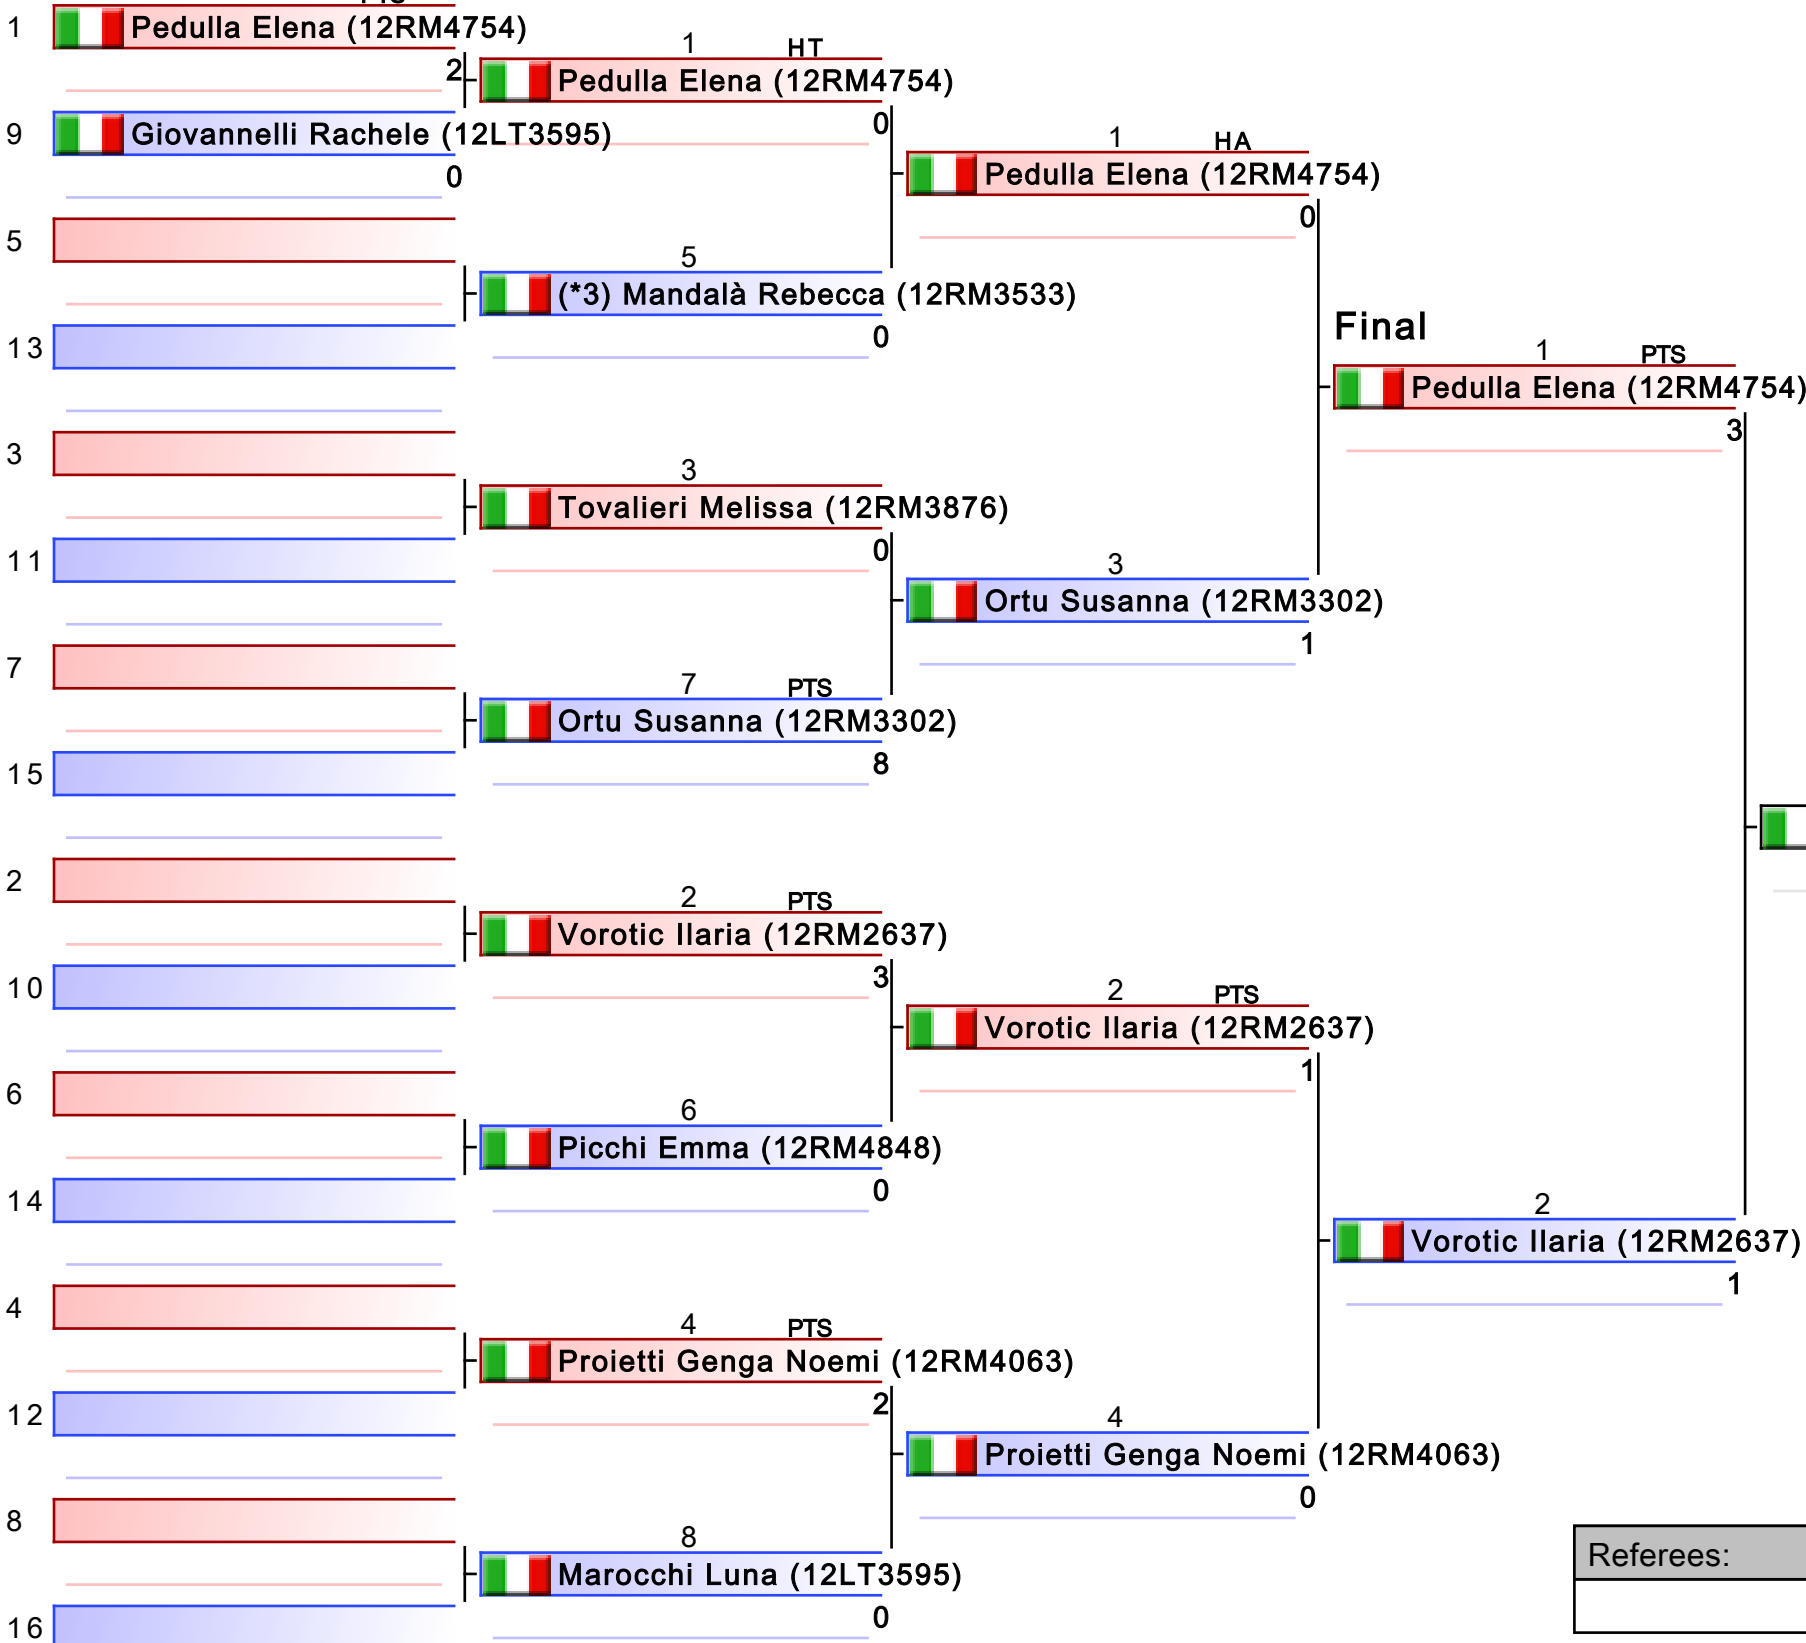 1 Pedulla Elena (12RM4754)
2
9 Giovannelli Rachele (12LT3595)
0
5
13
3
11
7
15
2
10
6
14
4
12
8
16
1 HT
Pedulla Elena (12RM4754)
0
5
(*3) Mandalà Rebecca (12RM3533)
0
3
Tovalieri Melissa (12RM3876)
0
7 PTS
Ortu Susanna (12RM3302)
8
2 PTS
Vorotic Ilaria (12RM2637)
3
6
Picchi Emma (12RM4848)
0
4 PTS
Proietti Genga Noemi (12RM4063)
2
8
Marocchi Luna (12LT3595)
0
1 HA
Pedulla Elena (12RM4754)
0
3
Ortu Susanna (12RM3302)
1
2 PTS
Vorotic Ilaria (12RM2637)
1
4
Proietti Genga Noemi (12RM4063)
0
Final
1 PTS
Pedulla Elena (12RM4754)
3
2
Vorotic Ilaria (12RM2637)
1
Referees: